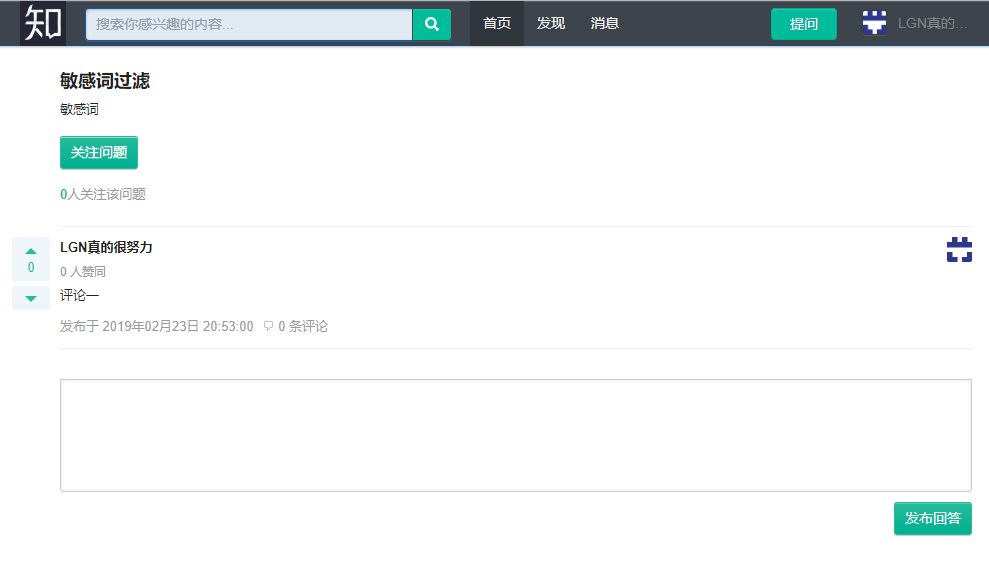 知 搜索你感兴趣的内容... 首页 发现 消息 提问 LGN真的...
敏感词过滤
敏感词
关注问题
0人关注该问题
LGN真的很努力
0
0 人赞同
评论一
发布于 2019年02月23日 20:53:00 0 条评论
发布回答